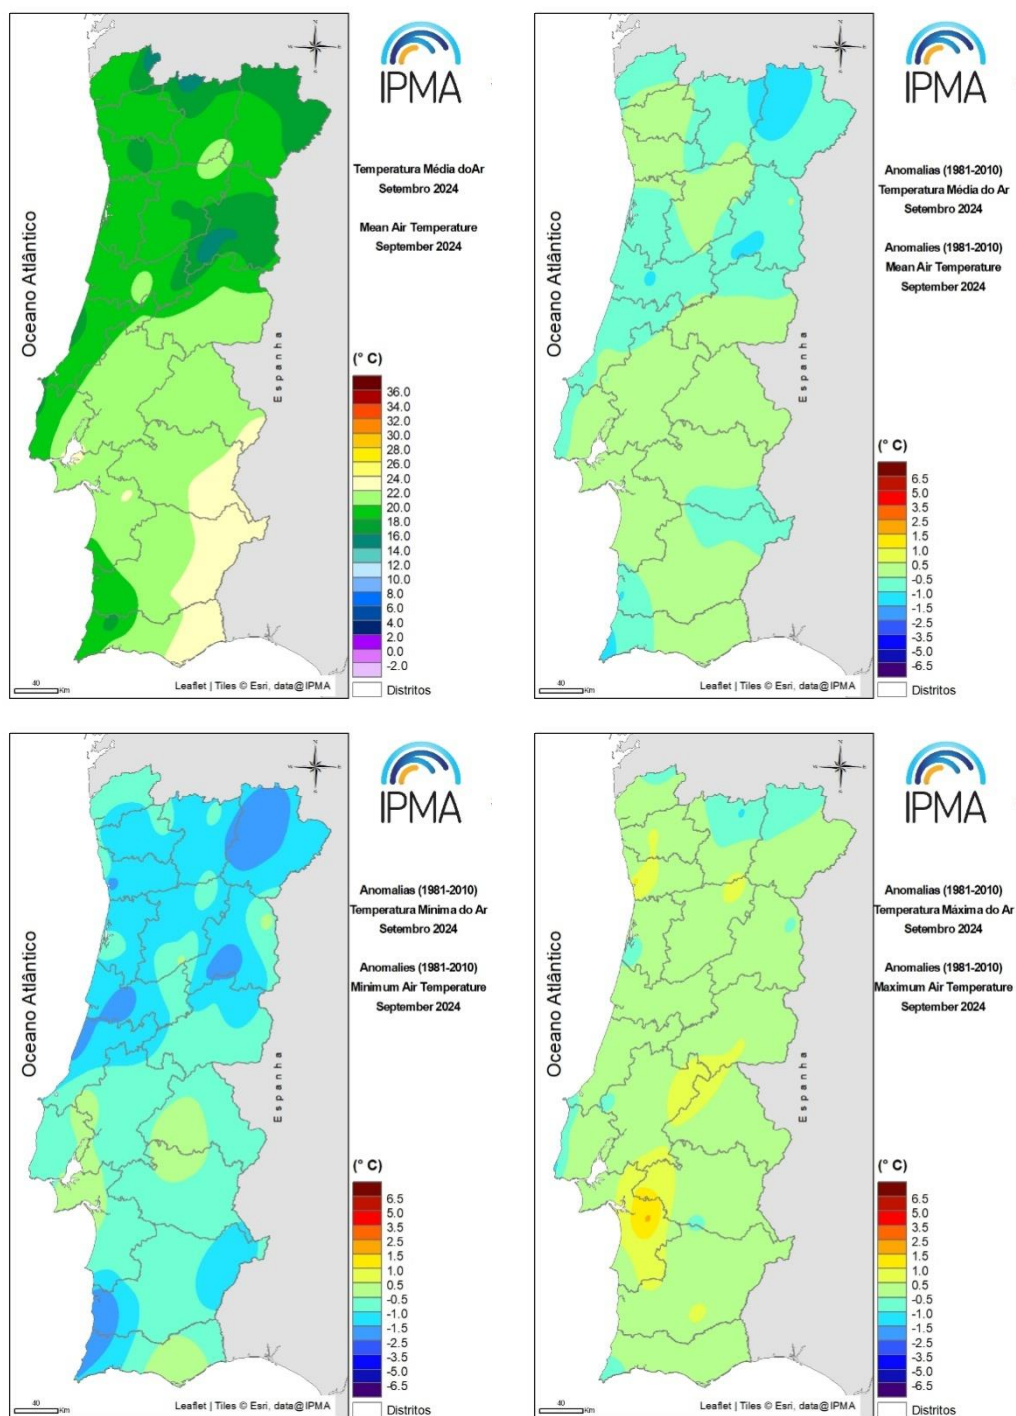 IPMA
Temperatura Média doAr
Setembro 2024
Mean Air Temperature
September 2024
Oceano Atlântico
Espanha
(° C)
36.0
34.0
32.0
30.0
28.0
26.0
24.0
22.0
20.0
18.0
16.0
14.0
12.0
10.0
8.0
6.0
4.0
2.0
0.0
-2.0
40
Km
Leaflet | Tiles © Esri, data@IPMA
Distritos
IPMA
Anomalias (1981-2010)
Temperatura Média do Ar
Setembro 2024
Anomalies (1981-2010)
Mean Air Temperature
September 2024
Oceano Atlântico
Espanha
(° C)
6.5
5.0
3.5
2.5
1.5
1.0
0.5
-0.5
-1.0
-1.5
-2.5
-3.5
-5.0
-6.5
40
Km
Leaflet | Tiles © Esri, data@IPMA
Distritos
IPMA
Anomalias (1981-2010)
Temperatura Minima do Ar
Setembro 2024
Anomalies (1981-2010)
Minimum Air Temperature
September 2024
Oceano Atlântico
Espanha
(° C)
6.5
5.0
3.5
2.5
1.5
1.0
0.5
-0.5
-1.0
-1.5
-2.5
-3.5
-5.0
-6.5
40
Km
Leaflet | Tiles © Esri, data@IPMA
Distritos
IPMA
Anomalias (1981-2010)
Temperatura Máxima do Ar
Setembro 2024
Anomalies (1981-2010)
Maximum Air Temperature
September 2024
Oceano Atlântico
Espanha
(° C)
6.5
5.0
3.5
2.5
1.5
1.0
0.5
-0.5
-1.0
-1.5
-2.5
-3.5
-5.0
-6.5
40
Km
Leaflet | Tiles © Esri, data@IPMA
Distritos